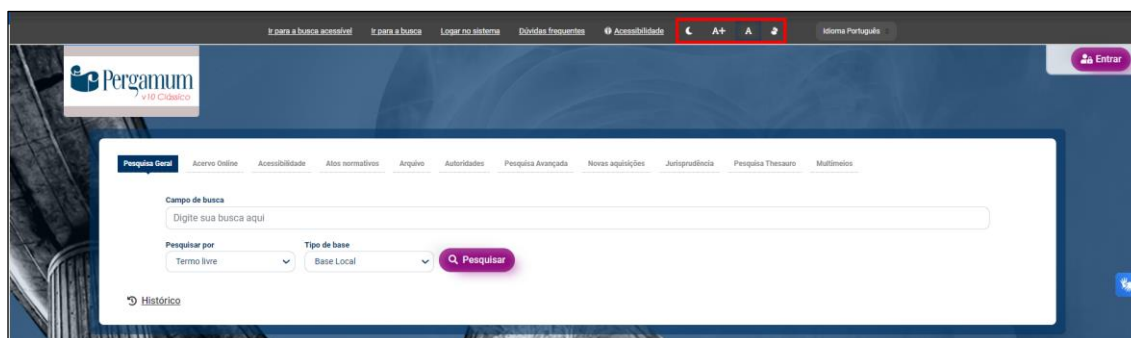 Ir para a busca acessível Ir para a busca Logar no sistema Dúvidas frequentes Acessibilidade A+ A Idioma Português
Entrar
Pergamum
v10 Clássico
Pesquisa Geral Acervo Online Acessibilidade Atos normativos Arquivo Autoridades Pesquisa Avançada Novas aquisições Jurisprudência Pesquisa Thesauro Multimeios
Campo de busca
Digite sua busca aqui
Pesquisar por Tipo de base
Termo livre Base Local Pesquisar
Histórico